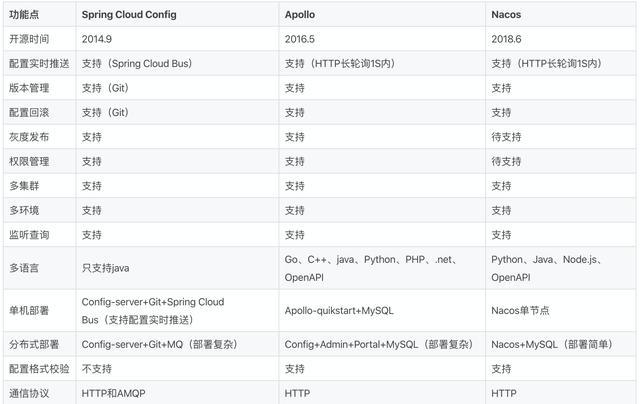 功能点 Spring Cloud Config Apollo Nacos
开源时间 2014.9 2016.5 2018.6
配置实时推送 支持（Spring Cloud Bus） 支持（HTTP长轮询1S内） 支持（HTTP长轮询1S内）
版本管理 支持（Git） 支持 支持
配置回滚 支持（Git） 支持 支持
灰度发布 支持 支持 待支持
权限管理 支持 支持 待支持
多集群 支持 支持 支持
多环境 支持 支持 支持
监听查询 支持 支持 支持
多语言 只支持java Go、C++、java、Python、PHP、.net、 Python、Java、Node.js、
OpenAPI OpenAPI
单机部署 Config-server+Git+Spring Cloud Apollo-quikstart+MySQL Nacos单节点
Bus（支持配置实时推送）
分布式部署 Config-server+Git+MQ（部署复杂） Config+Admin+Portal+MySQL（部署复杂） Nacos+MySQL（部署简单）
配置格式校验 不支持 支持 支持
通信协议 HTTP和AMQP HTTP HTTP